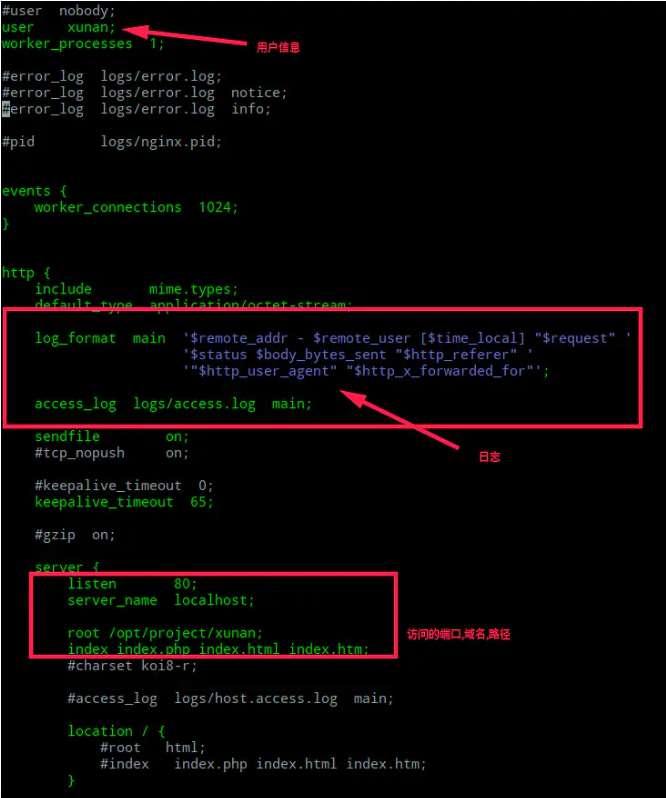 #user  nobody;
user    xunan;
worker_processes  1;
用户信息
#error_log  logs/error.log;
#error_log  logs/error.log  notice;
#error_log  logs/error.log  info;
#pid        logs/nginx.pid;
events {
    worker_connections  1024;
}
http {
    include       mime.types;
    default_type  application/octet-stream;
    log_format  main  '$remote_addr - $remote_user [$time_local] "$request" '
                      '$status $body_bytes_sent "$http_referer" '
                      '"$http_user_agent" "$http_x_forwarded_for"';
    access_log  logs/access.log  main;
    sendfile        on;
    #tcp_nopush     on;
日志
    #keepalive_timeout  0;
    keepalive_timeout  65;
    #gzip  on;
    server {
        listen       80;
        server_name  localhost;
        root /opt/project/xunan;
访问的端口,域名,路径
        index index.php index.html index.htm;
        #charset koi8-r;
        #access_log  logs/host.access.log  main;
        location / {
            #root   html;
            #index   index.php index.html index.htm;
        }